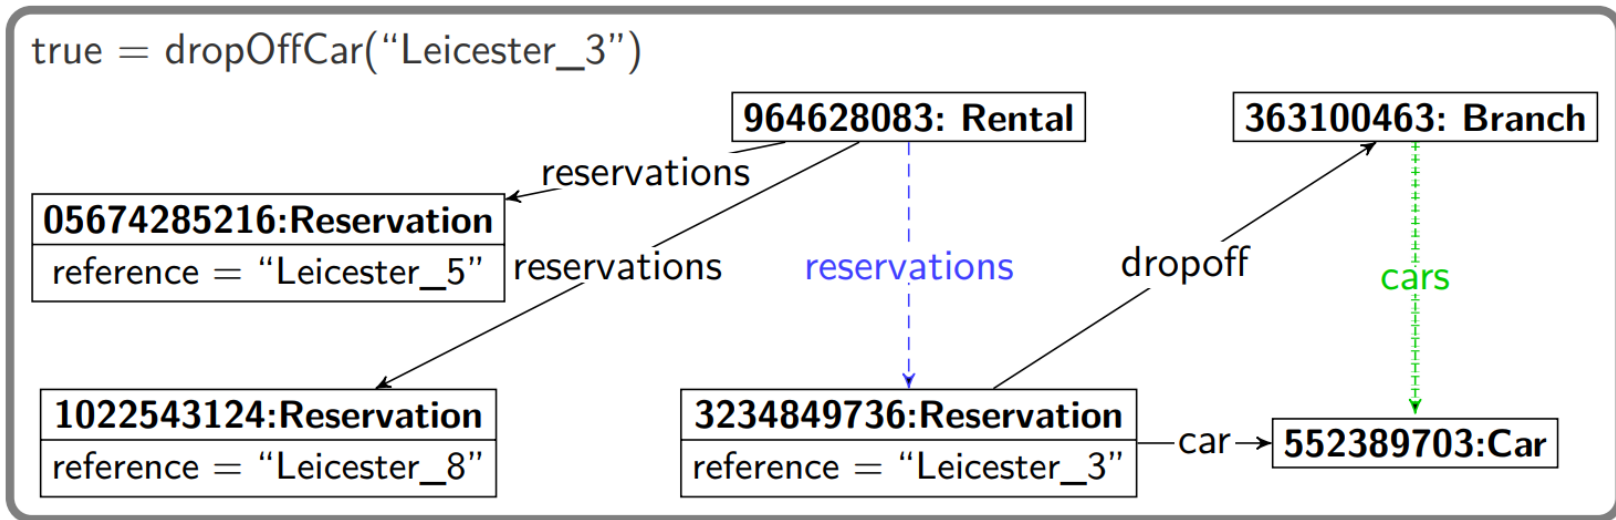 true = dropOffCar(“Leicester_3”)
964628083: Rental
363100463: Branch
reservations
05674285216:Reservation
reference = “Leicester_5”
reservations
reservations
dropoff
cars
1022543124:Reservation
reference = “Leicester_8”
3234849736:Reservation
reference = “Leicester_3”
car
552389703:Car